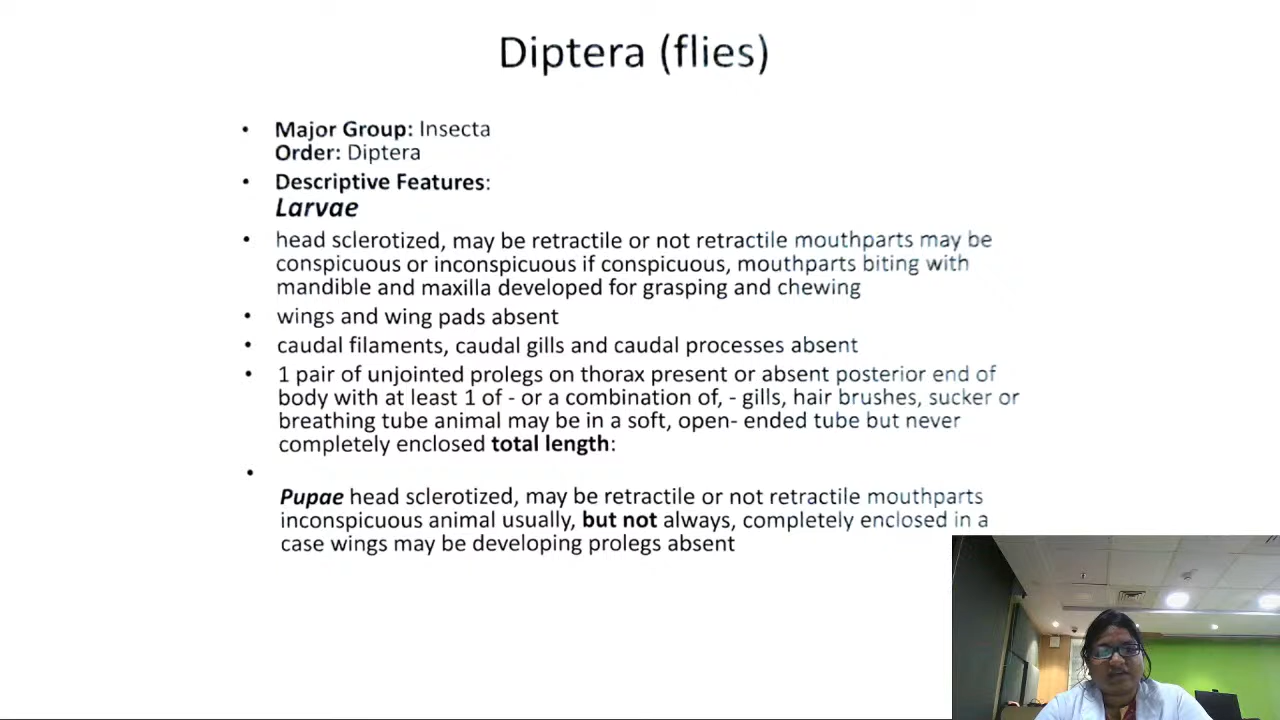 Diptera (flies)
• Major Group: Insecta
Order: Diptera
• Descriptive Features:
Larvae
• head sclerotized, may be retractile or not retractile mouthparts may be
conspicuous or inconspicuous if conspicuous, mouthparts biting with
mandible and maxilla developed for grasping and chewing
• wings and wing pads absent
• caudal filaments, caudal gills and caudal processes absent
• 1 pair of unjointed prolegs on thorax present or absent posterior end of
body with at least 1 of - or a combination of, - gills, hair brushes, sucker or
breathing tube animal may be in a soft, open- ended tube but never
completely enclosed total length:
•
Pupae head sclerotized, may be retractile or not retractile mouthparts
inconspicuous animal usually, but not always, completely enclosed in a
case wings may be developing prolegs absent